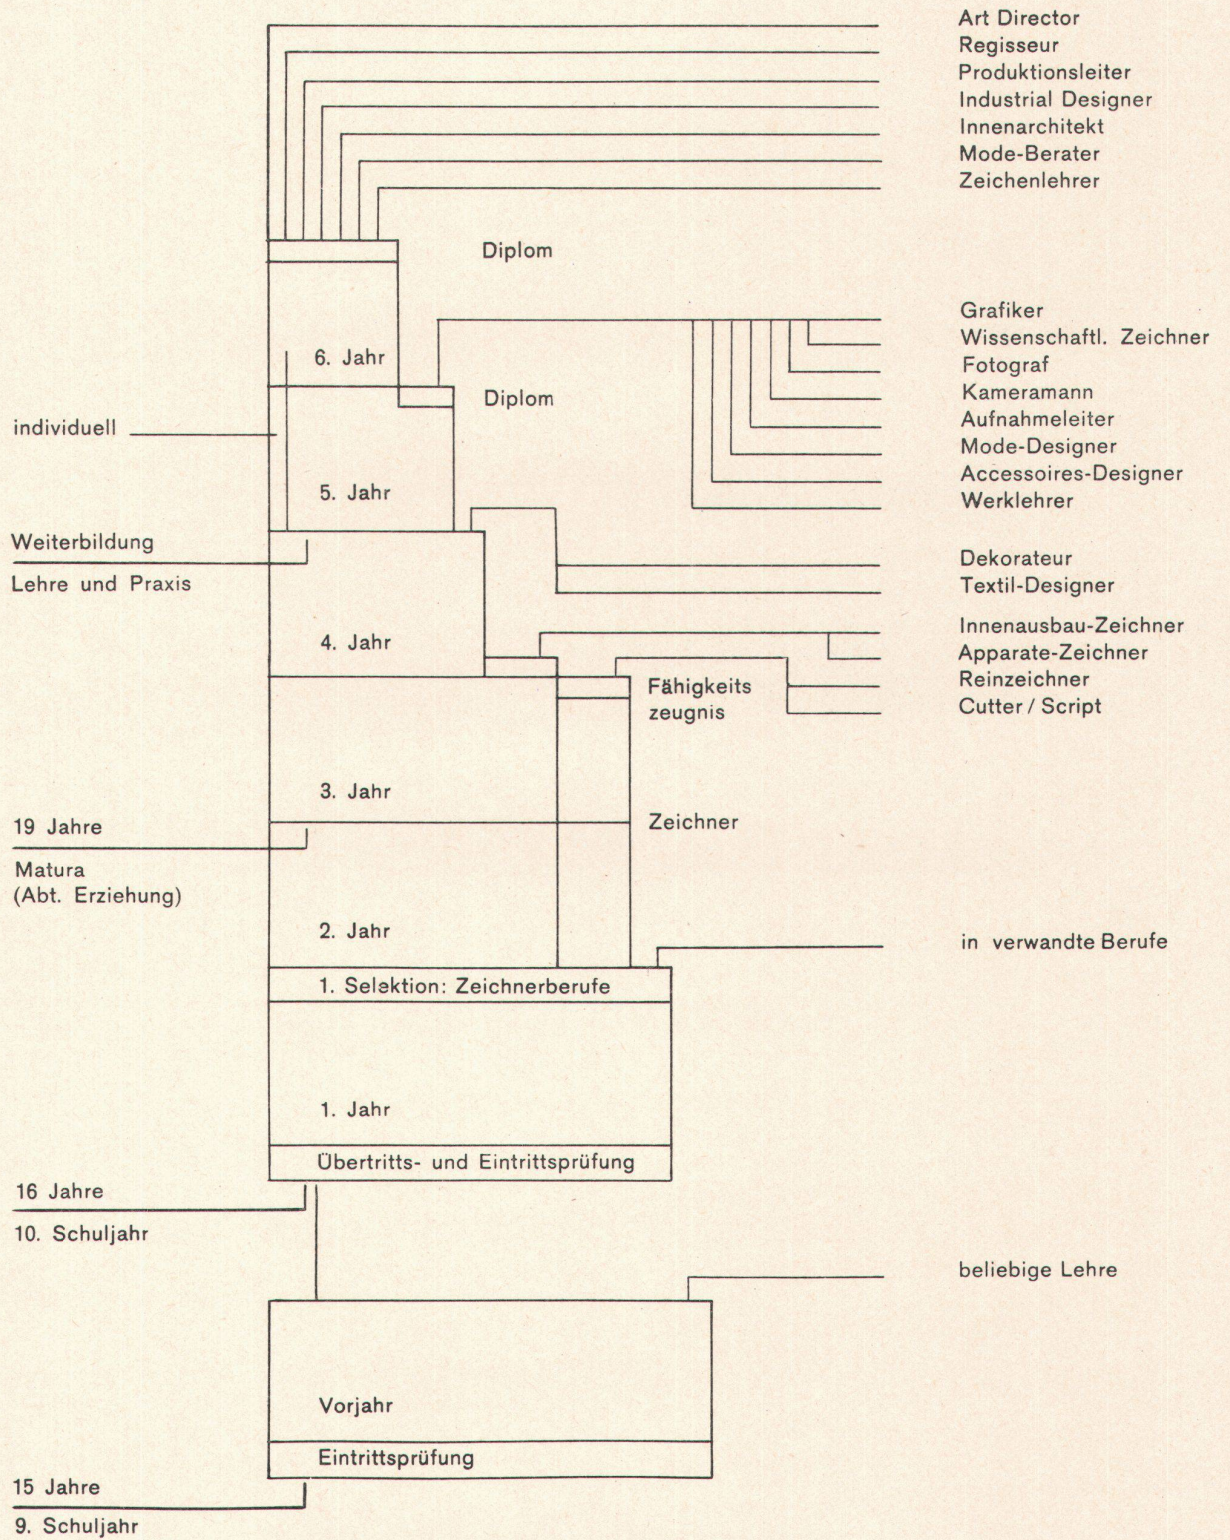 Art Director
Regisseur
Produktionsleiter
Industrial Designer
Innenarchitekt
Mode-Berater
Zeichenlehrer
Diplom
Grafiker
Wissenschaftl. Zeichner
6. Jahr
Fotograf
Diplom
Kameramann
individuell
Aufnahmeleiter
Mode-Designer
Accessoires-Designer
5. Jahr
Werklehrer
Weiterbildung
Lehre und Praxis
Dekorateur
Textil-Designer
4. Jahr
Innenausbau-Zeichner
Apparate-Zeichner
Fähigkeits
zeugnis
Reinzeichner
Cutter / Script
3. Jahr
19 Jahre
Zeichner
Matura
(Abt. Erziehung)
2. Jahr
in verwandte Berufe
1. Selektion: Zeichnerberufe
1. Jahr
Übertritts- und Eintrittsprüfung
16 Jahre
10. Schuljahr
beliebige Lehre
Vorjahr
Eintrittsprüfung
15 Jahre
9. Schuljahr